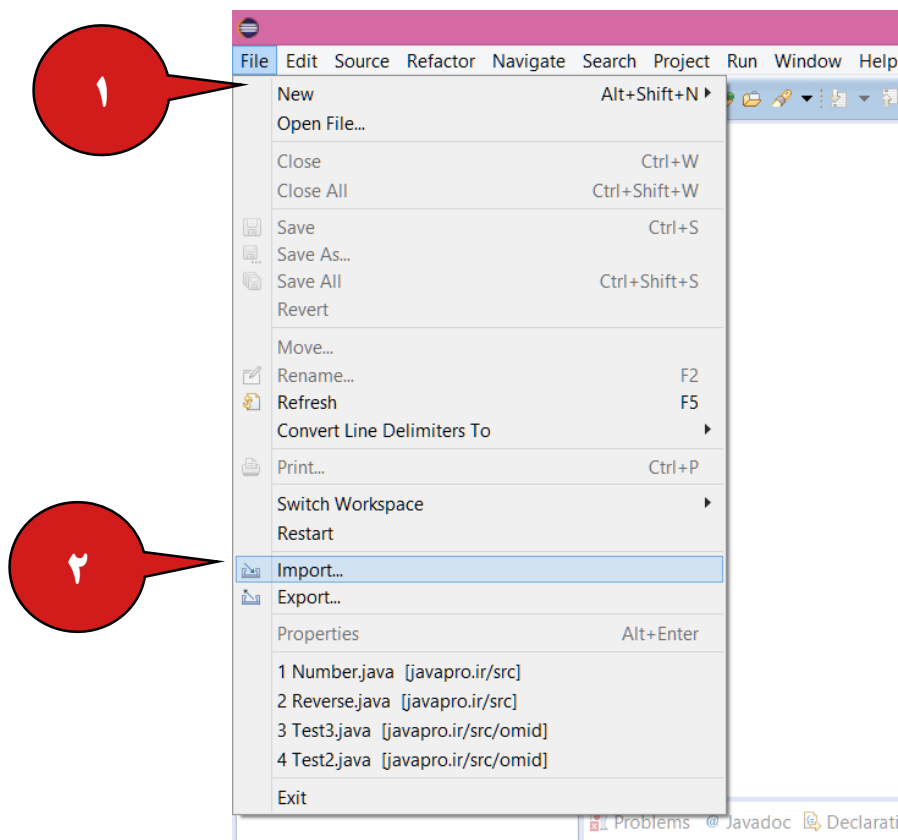 File Edit Source Refactor Navigate Search Project Run Window Help
۱
New Alt+Shift+N
Open File...
Close Ctrl+W
Close All Ctrl+Shift+W
Save Ctrl+S
Save As...
Save All Ctrl+Shift+S
Revert
Move...
Rename... F2
Refresh F5
Convert Line Delimiters To
Print... Ctrl+P
Switch Workspace
Restart
۲
Import...
Export...
Properties Alt+Enter
1 Number.java [javapro.ir/src]
2 Reverse.java [javapro.ir/src]
3 Test3.java [javapro.ir/src/omid]
4 Test2.java [javapro.ir/src/omid]
Exit
Problems @ Javadoc Declarati